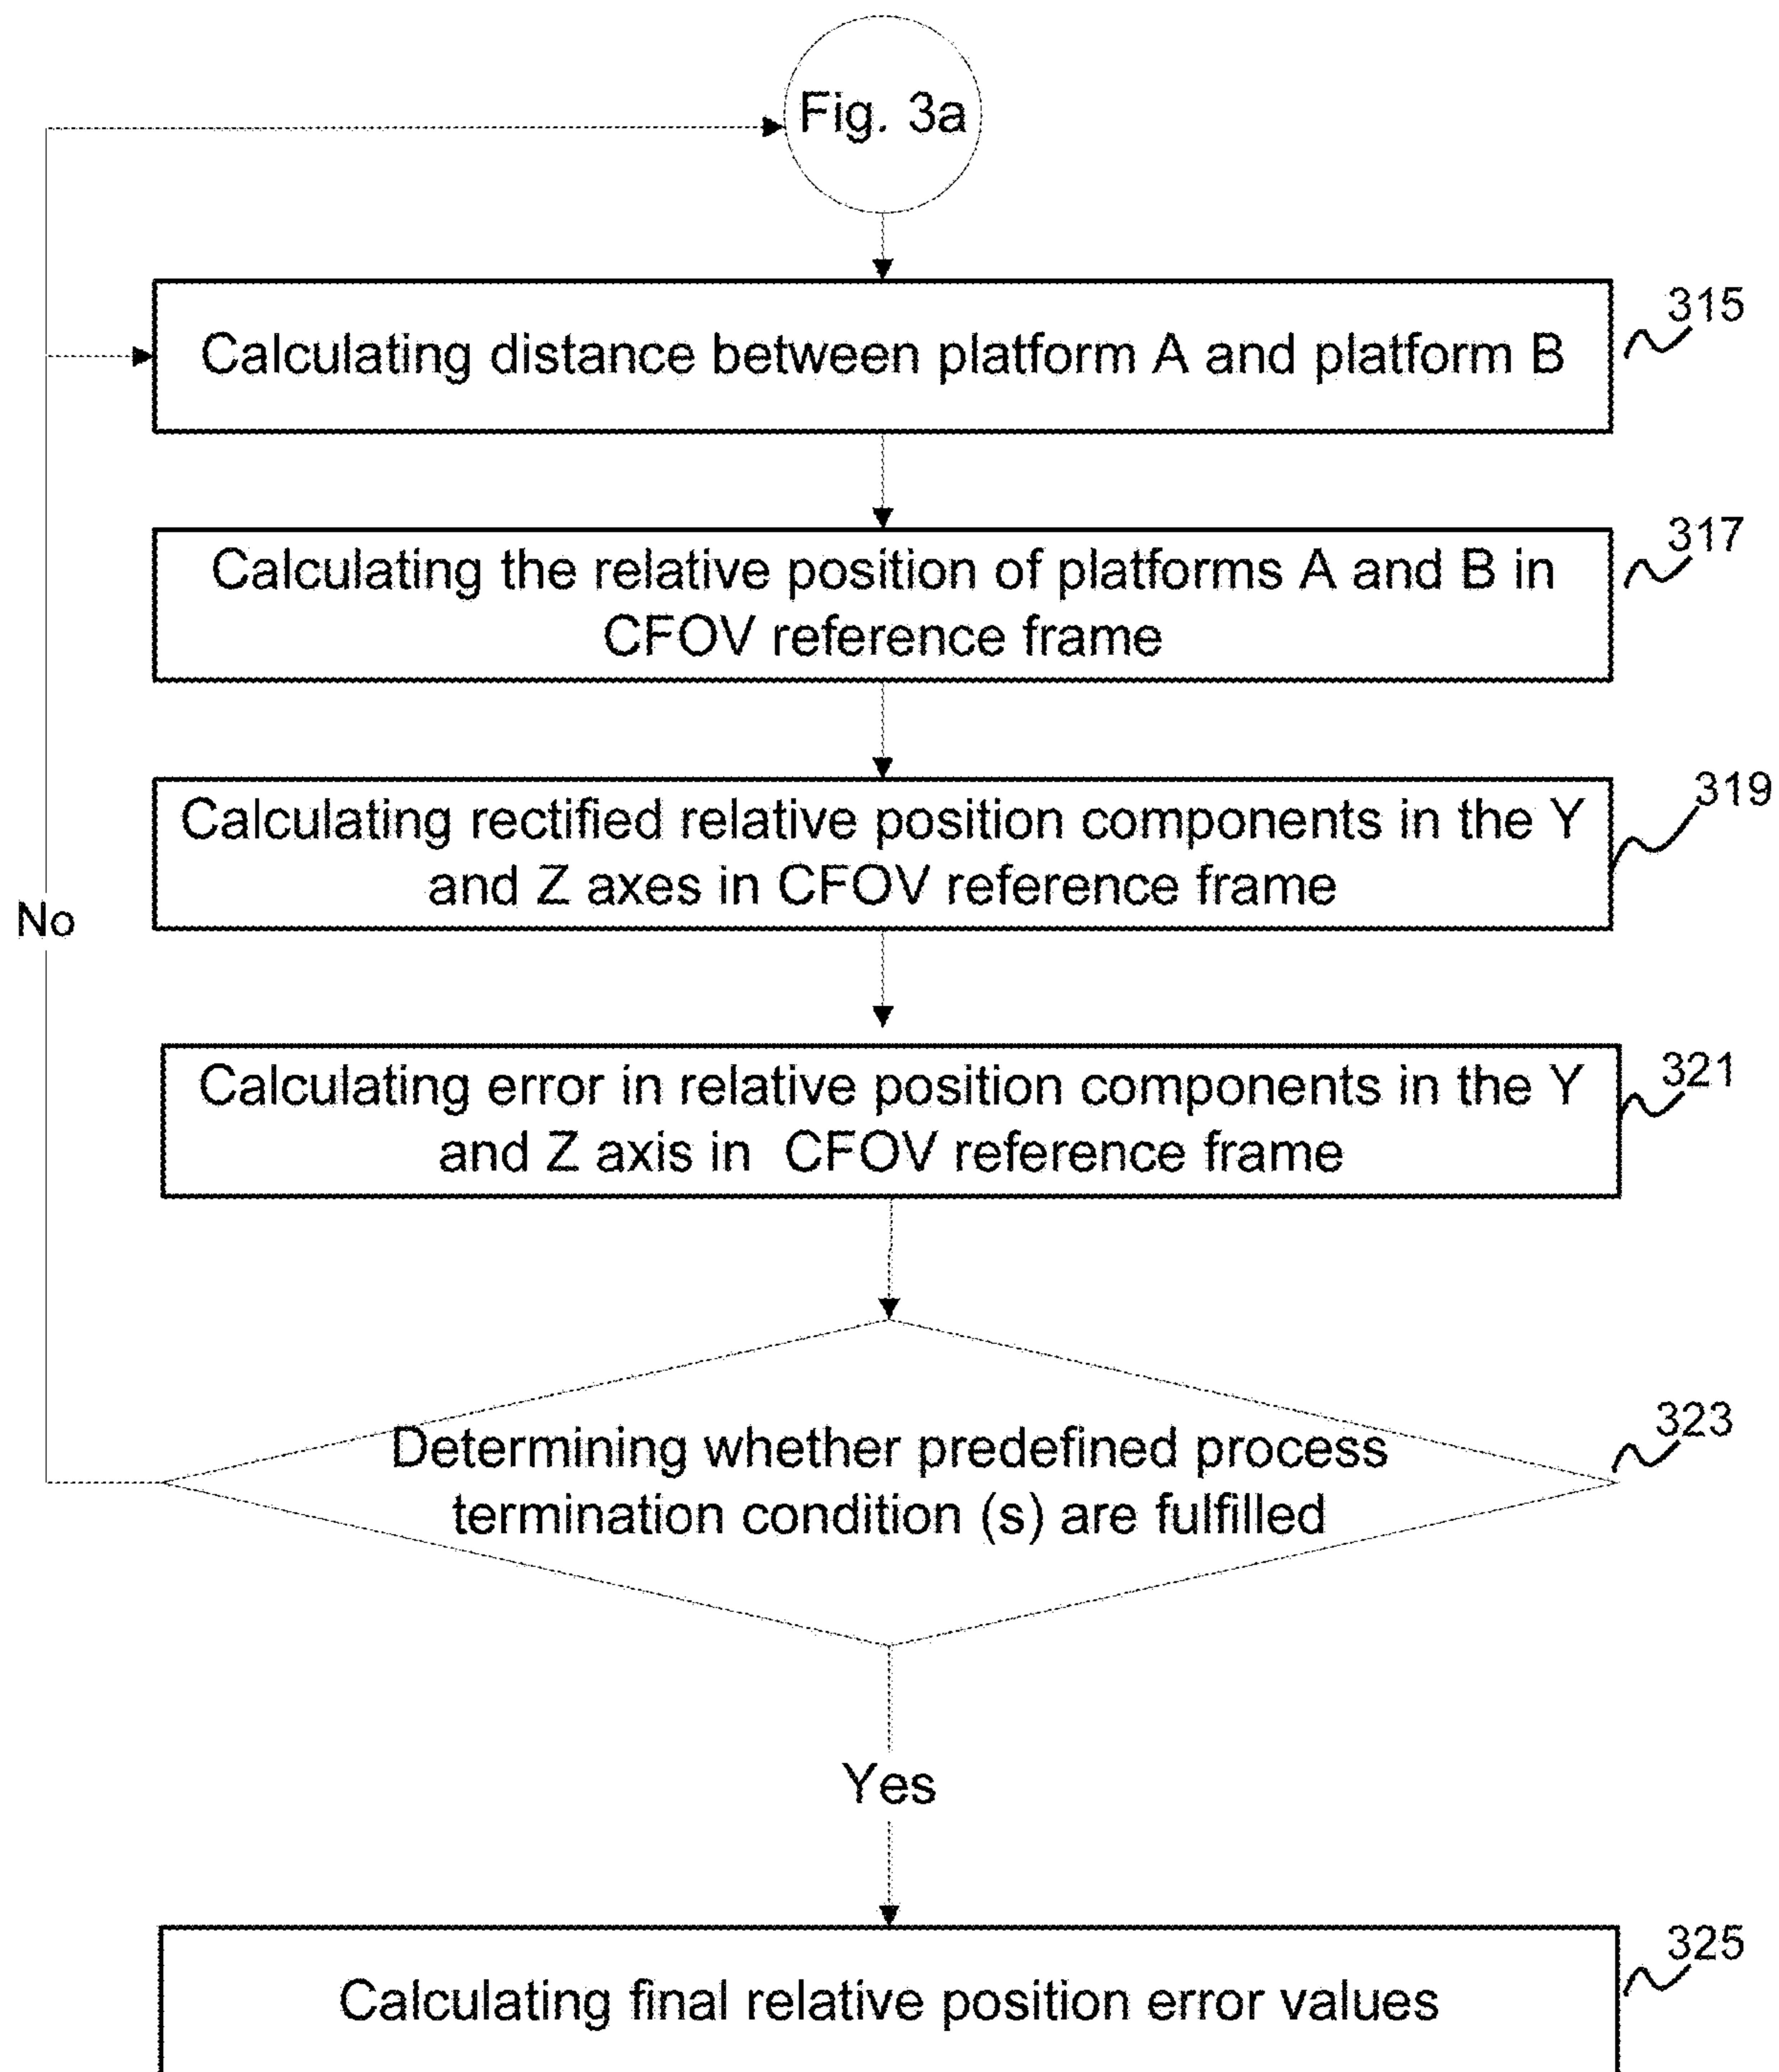 Fig. 3a
315
Calculating distance between platform A and platform B
317
Calculating the relative position of platforms A and B in
CFOV reference frame
319
Calculating rectified relative position components in the Y
and Z axes in CFOV reference frame
No
321
Calculating error in relative position components in the Y
and Z axis in CFOV reference frame
323
Determining whether predefined process
termination condition (s) are fulfilled
Yes
325
Calculating final relative position error values